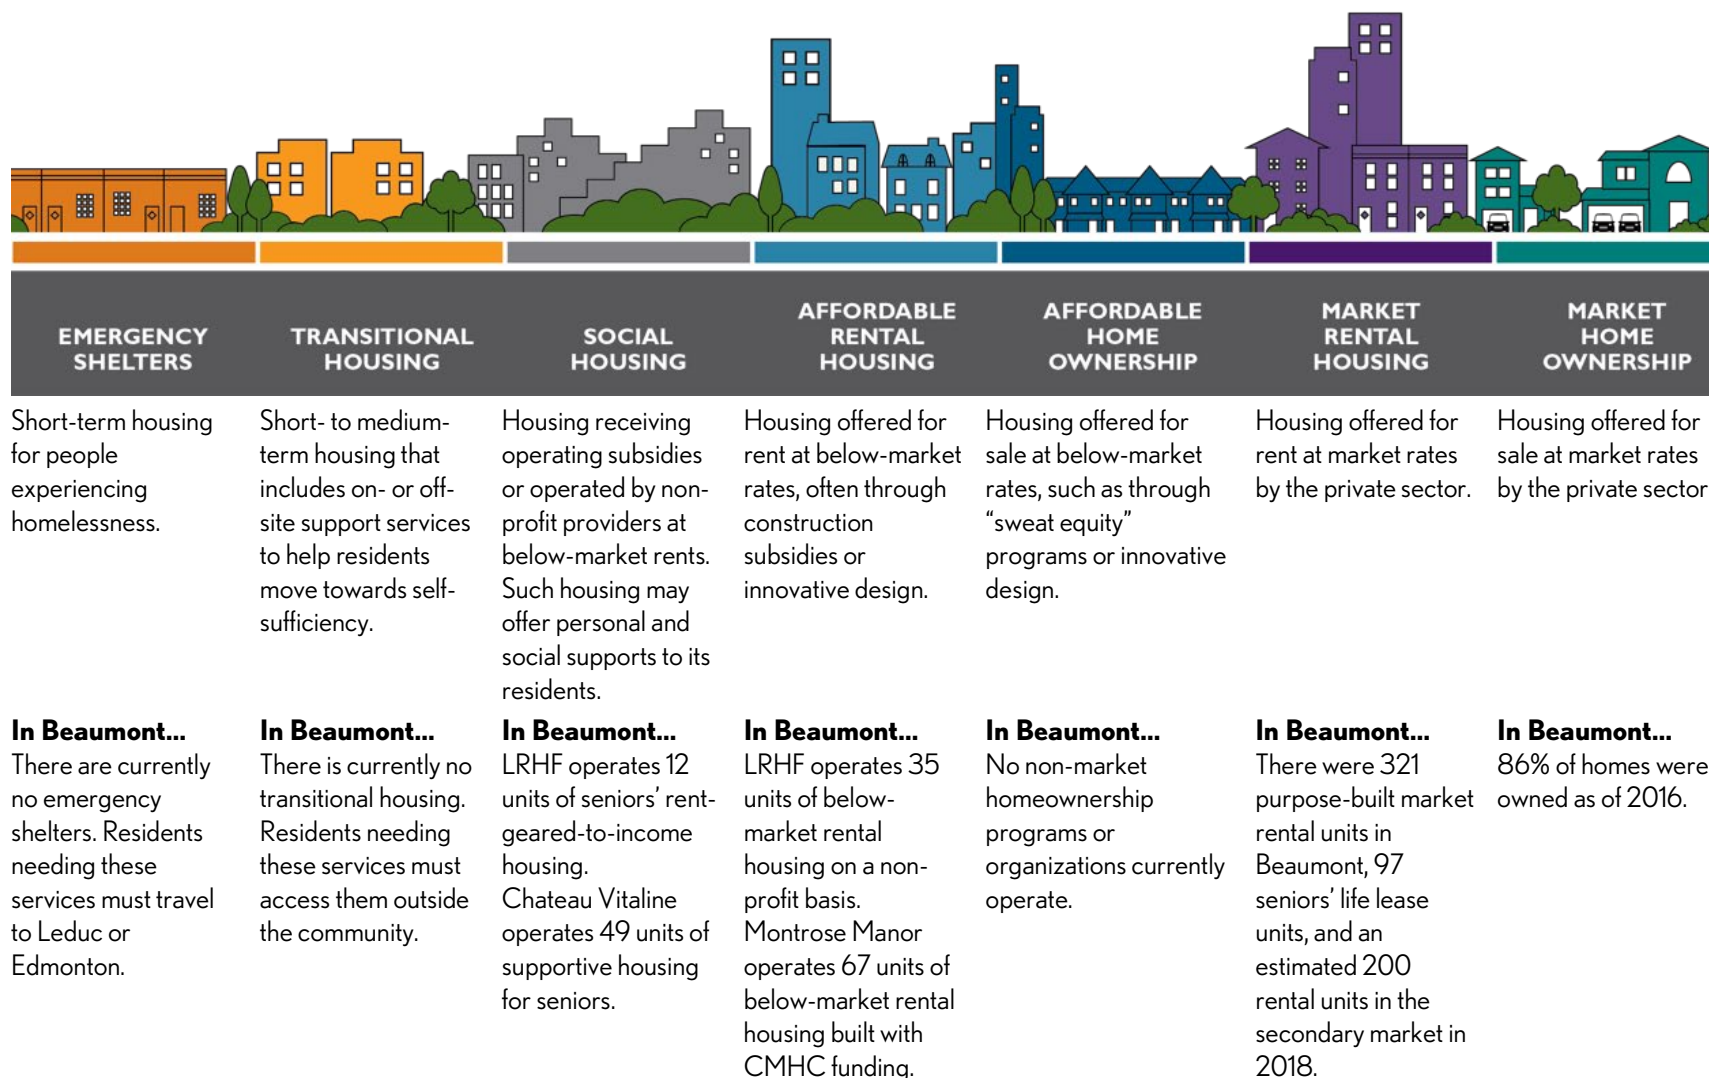 EMERGENCY
SHELTERS
TRANSITIONAL
HOUSING
SOCIAL
HOUSING
AFFORDABLE
RENTAL
HOUSING
AFFORDABLE
HOME
OWNERSHIP
MARKET
RENTAL
HOUSING
MARKET
HOME
OWNERSHIP
Short-term housing
for people
experiencing
homelessness.
Short- to medium-
term housing that
includes on- or off-
site support services
to help residents
move towards self-
sufficiency.
Housing receiving
operating subsidies
or operated by non-
profit providers at
below-market rents.
Such housing may
offer personal and
social supports to its
residents.
Housing offered for
rent at below-market
rates, often through
construction
subsidies or
innovative design.
Housing offered for
sale at below-market
rates, such as through
“sweat equity”
programs or innovative
design.
Housing offered for
rent at market rates
by the private sector.
Housing offered for
sale at market rates
by the private sector
In Beaumont...
There are currently
no emergency
shelters. Residents
needing these
services must travel
to Leduc or
Edmonton.
In Beaumont...
There is currently no
transitional housing.
Residents needing
these services must
access them outside
the community.
In Beaumont...
LRHF operates 12
units of seniors’ rent-
geared-to-income
housing.
Chateau Vitaline
operates 49 units of
supportive housing
for seniors.
In Beaumont...
LRHF operates 35
units of below-
market rental
housing on a non-
profit basis.
Montrose Manor
operates 67 units of
below-market rental
housing built with
CMHC funding.
In Beaumont...
No non-market
homeownership
programs or
organizations currently
operate.
In Beaumont...
There were 321
purpose-built market
rental units in
Beaumont, 97
seniors’ life lease
units, and an
estimated 200
rental units in the
secondary market in
2018.
In Beaumont...
86% of homes were
owned as of 2016.